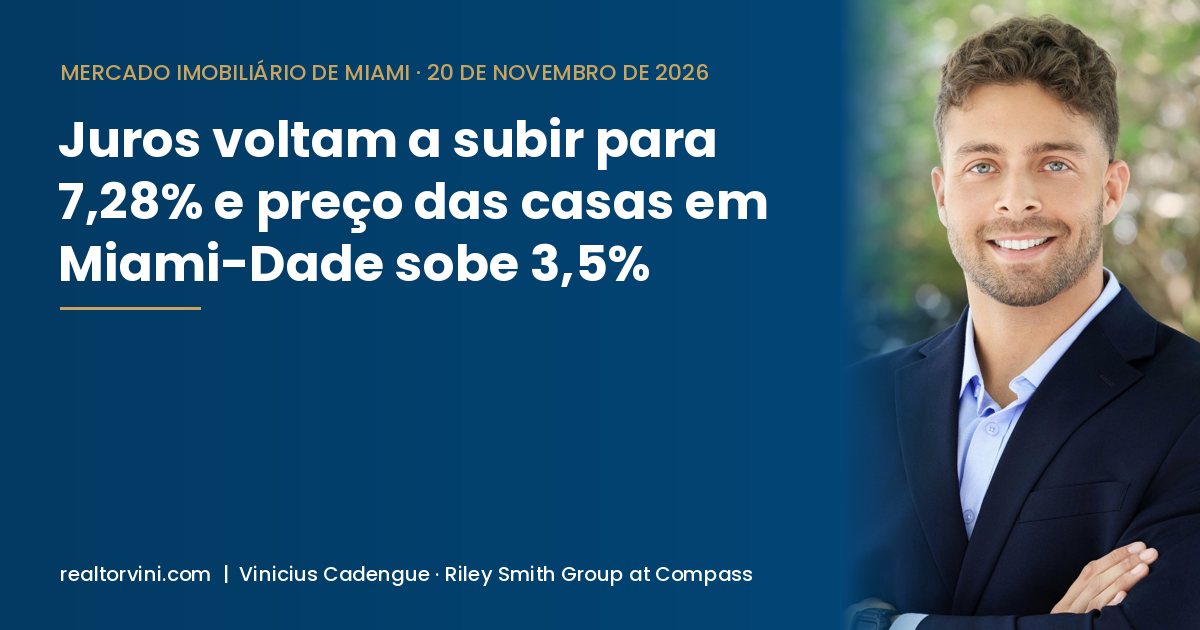 MERCADO IMOBILIÁRIO DE MIAMI · 20 DE NOVEMBRO DE 2026
Juros voltam a subir para
7,28% e preço das casas em
Miami-Dade sobe 3,5%
realtorvini.com | Vinicius Cadengue · Riley Smith Group at Compass